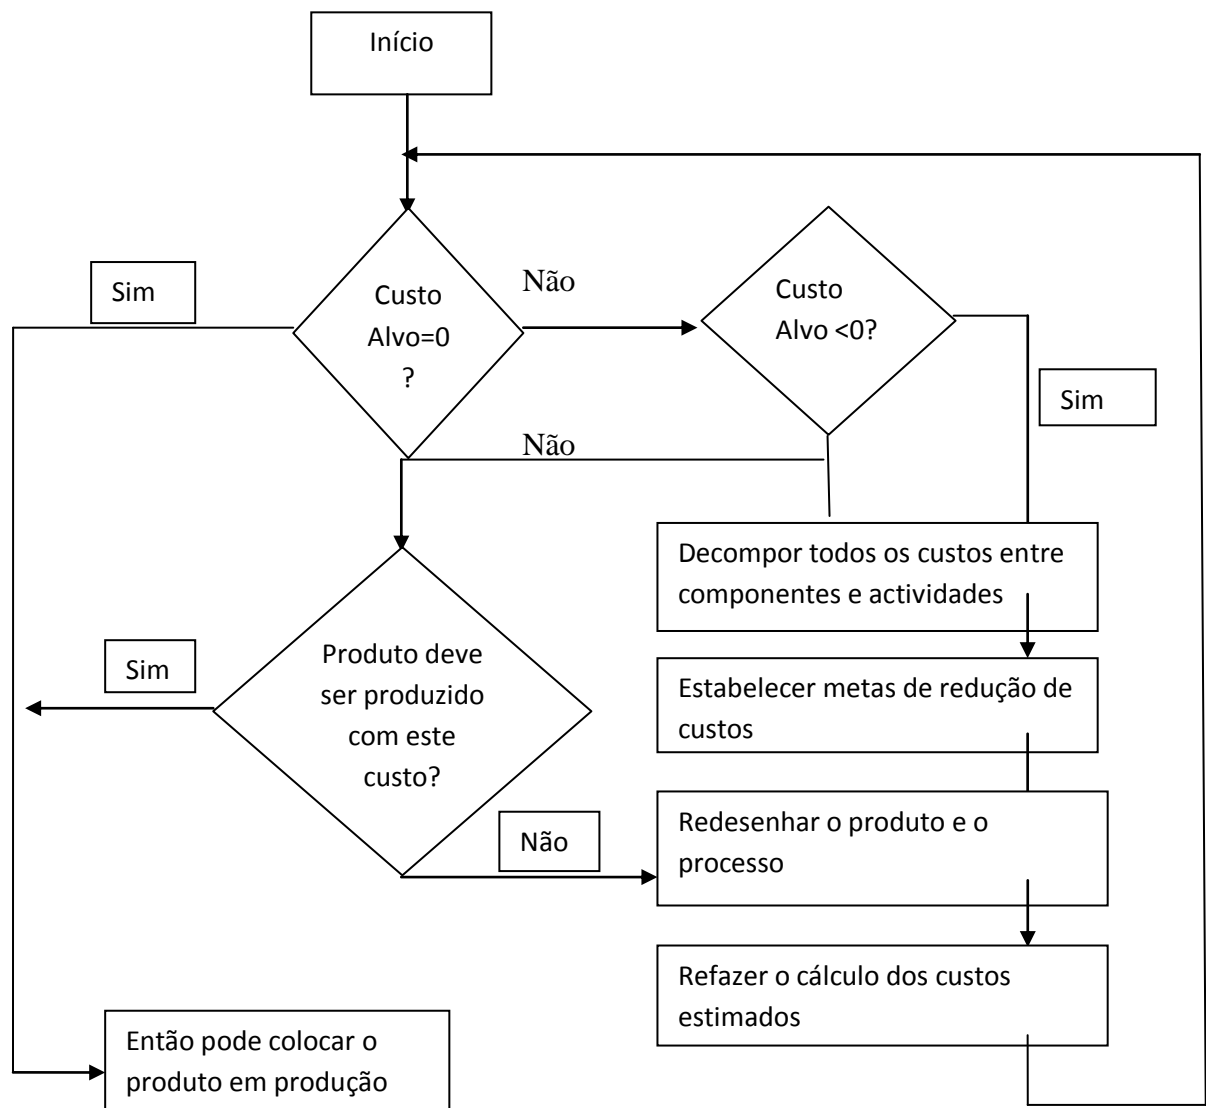 Início
Sim
Custo
Alvo=0
?
Não
Custo
Alvo <0?
Sim
Não
Decompor todos os custos entre
componentes e actividades
Sim
Produto deve
ser produzido
com este
custo?
Estabelecer metas de redução de
custos
Não
Redesenhar o produto e o
processo
Refazer o cálculo dos custos
estimados
Então pode colocar o
produto em produção